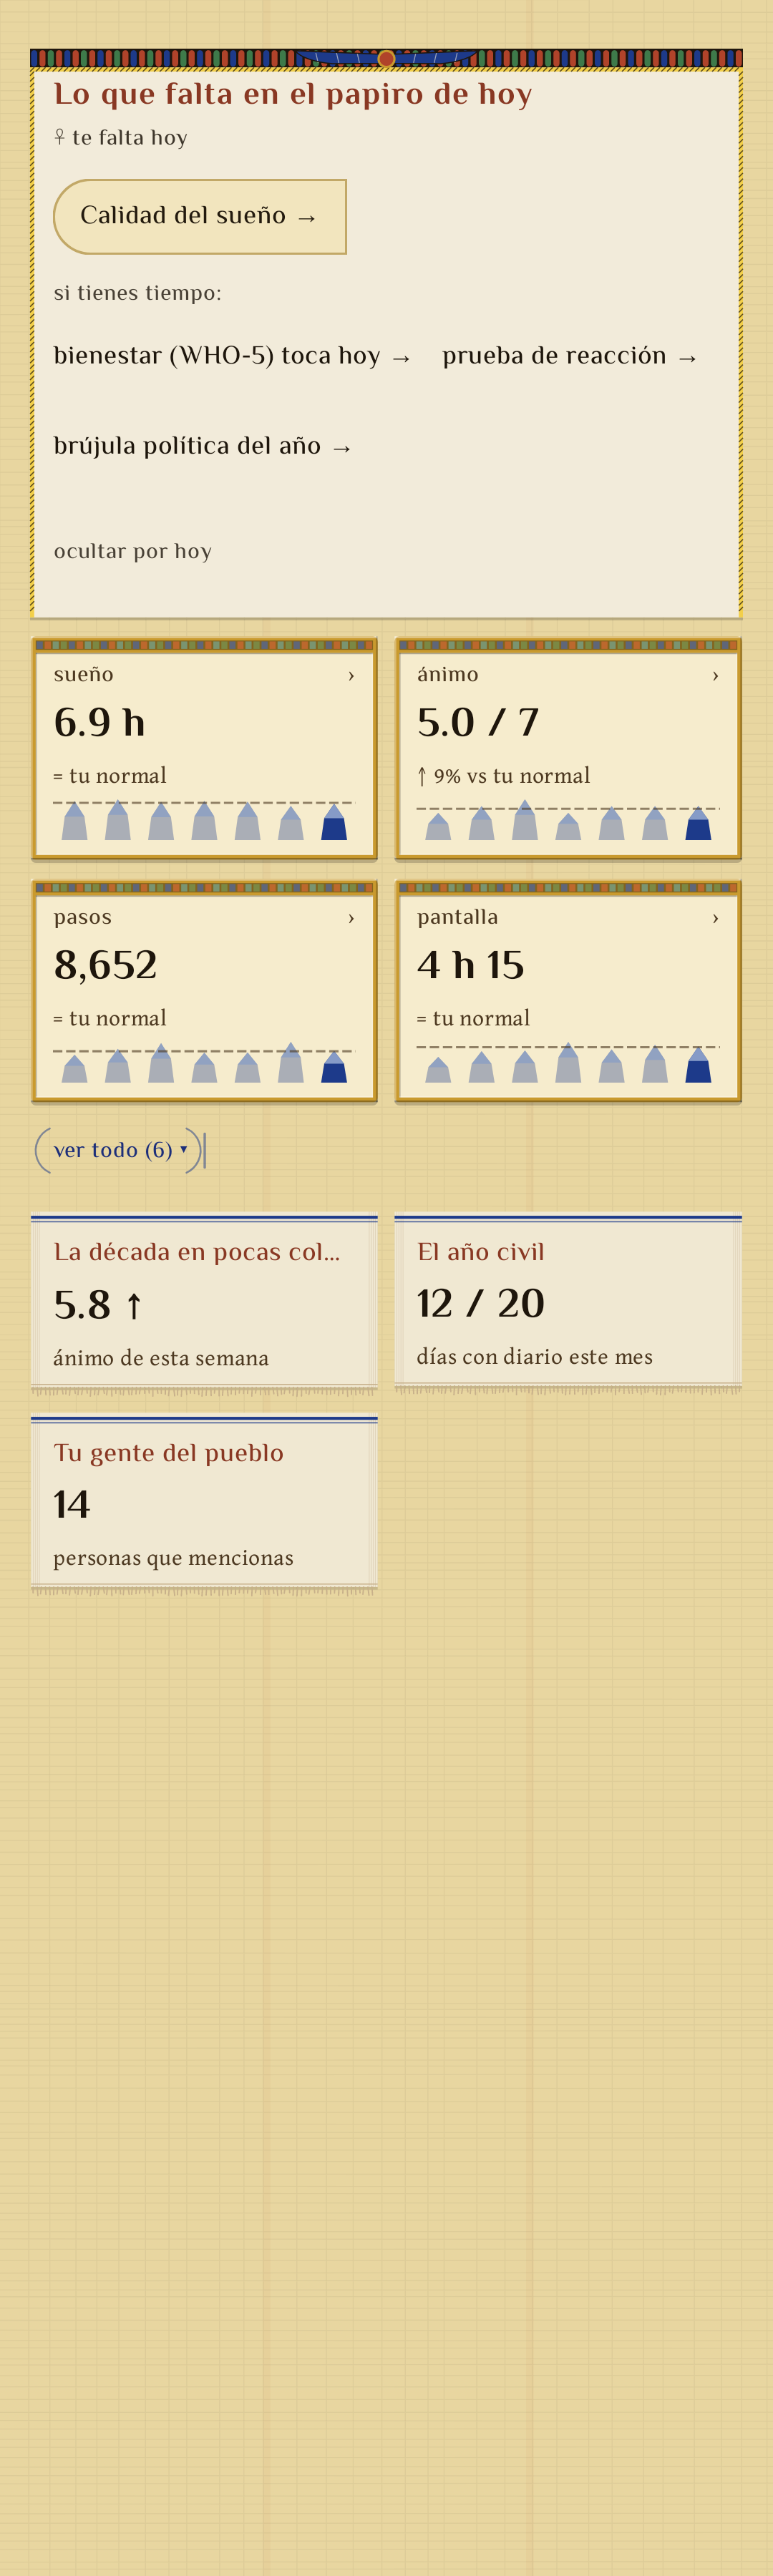 Lo que falta en el papiro de hoy
♀ te falta hoy
Calidad del sueño →
si tienes tiempo:
bienestar (WHO-5) toca hoy → prueba de reacción →
brújula política del año →
ocultar por hoy
sueño ›
6.9 h
= tu normal
ánimo ›
5.0 / 7
↑ 9% vs tu normal
pasos ›
8,652
= tu normal
pantalla ›
4 h 15
= tu normal
ver todo (6) ▾
La década en pocas col...
5.8 ↑
ánimo de esta semana
El año civil
12 / 20
días con diario este mes
Tu gente del pueblo
14
personas que mencionas